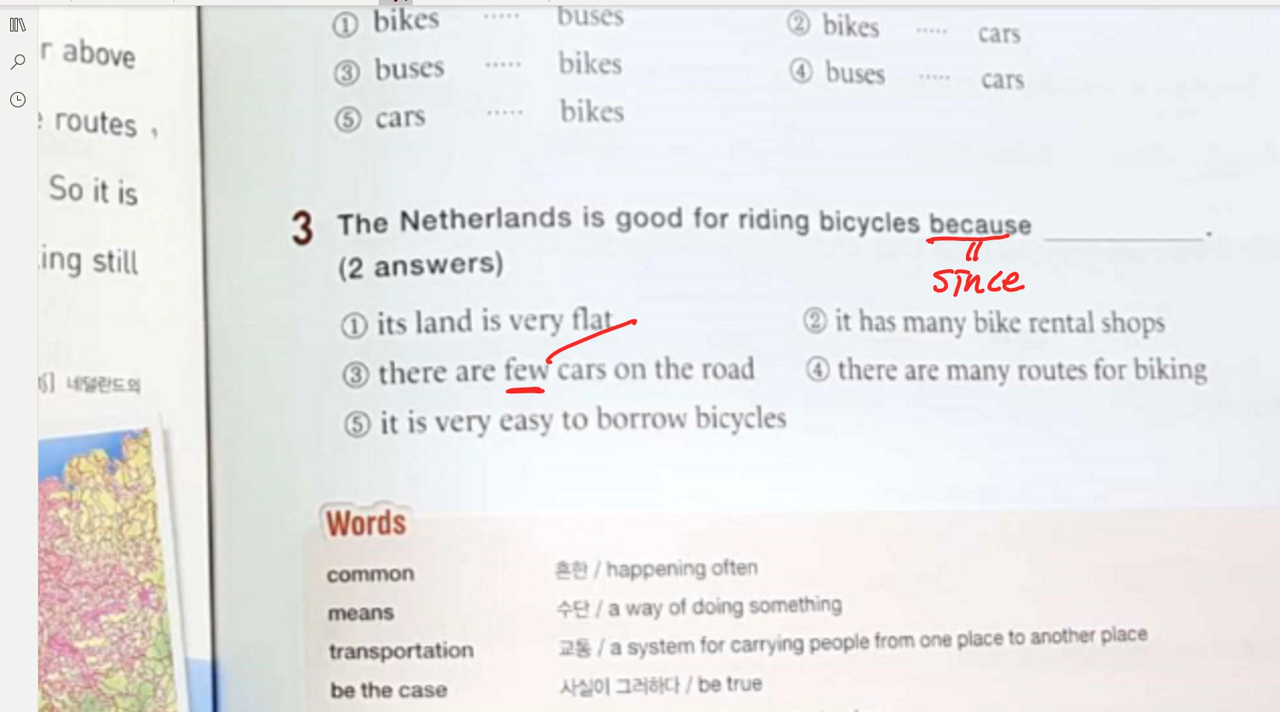 r above
routes ,
So it is
ing still
네덜란드의
① bikes ····· buses
② bikes ····· cars
③ buses ····· bikes
④ buses ····· cars
⑤ cars ····· bikes
3 The Netherlands is good for riding bicycles because __________.
since
(2 answers)
① its land is very flat
② it has many bike rental shops
③ there are few cars on the road
④ there are many routes for biking
⑤ it is very easy to borrow bicycles
Words
common 흔한 / happening often
means 수단 / a way of doing something
transportation 교통 / a system for carrying people from one place to another place
be the case 사실이 그러하다 / be true